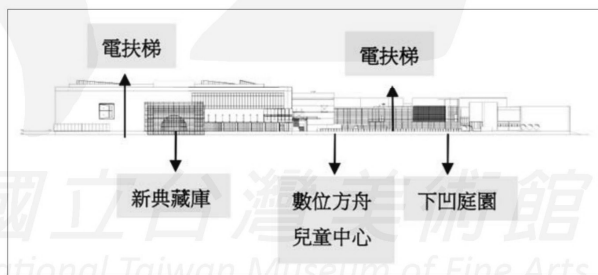 電扶梯
電扶梯
新典藏庫
數位方舟
兒童中心
下凹庭園
國立台灣美術館
National Taiwan Museum of Fine Arts